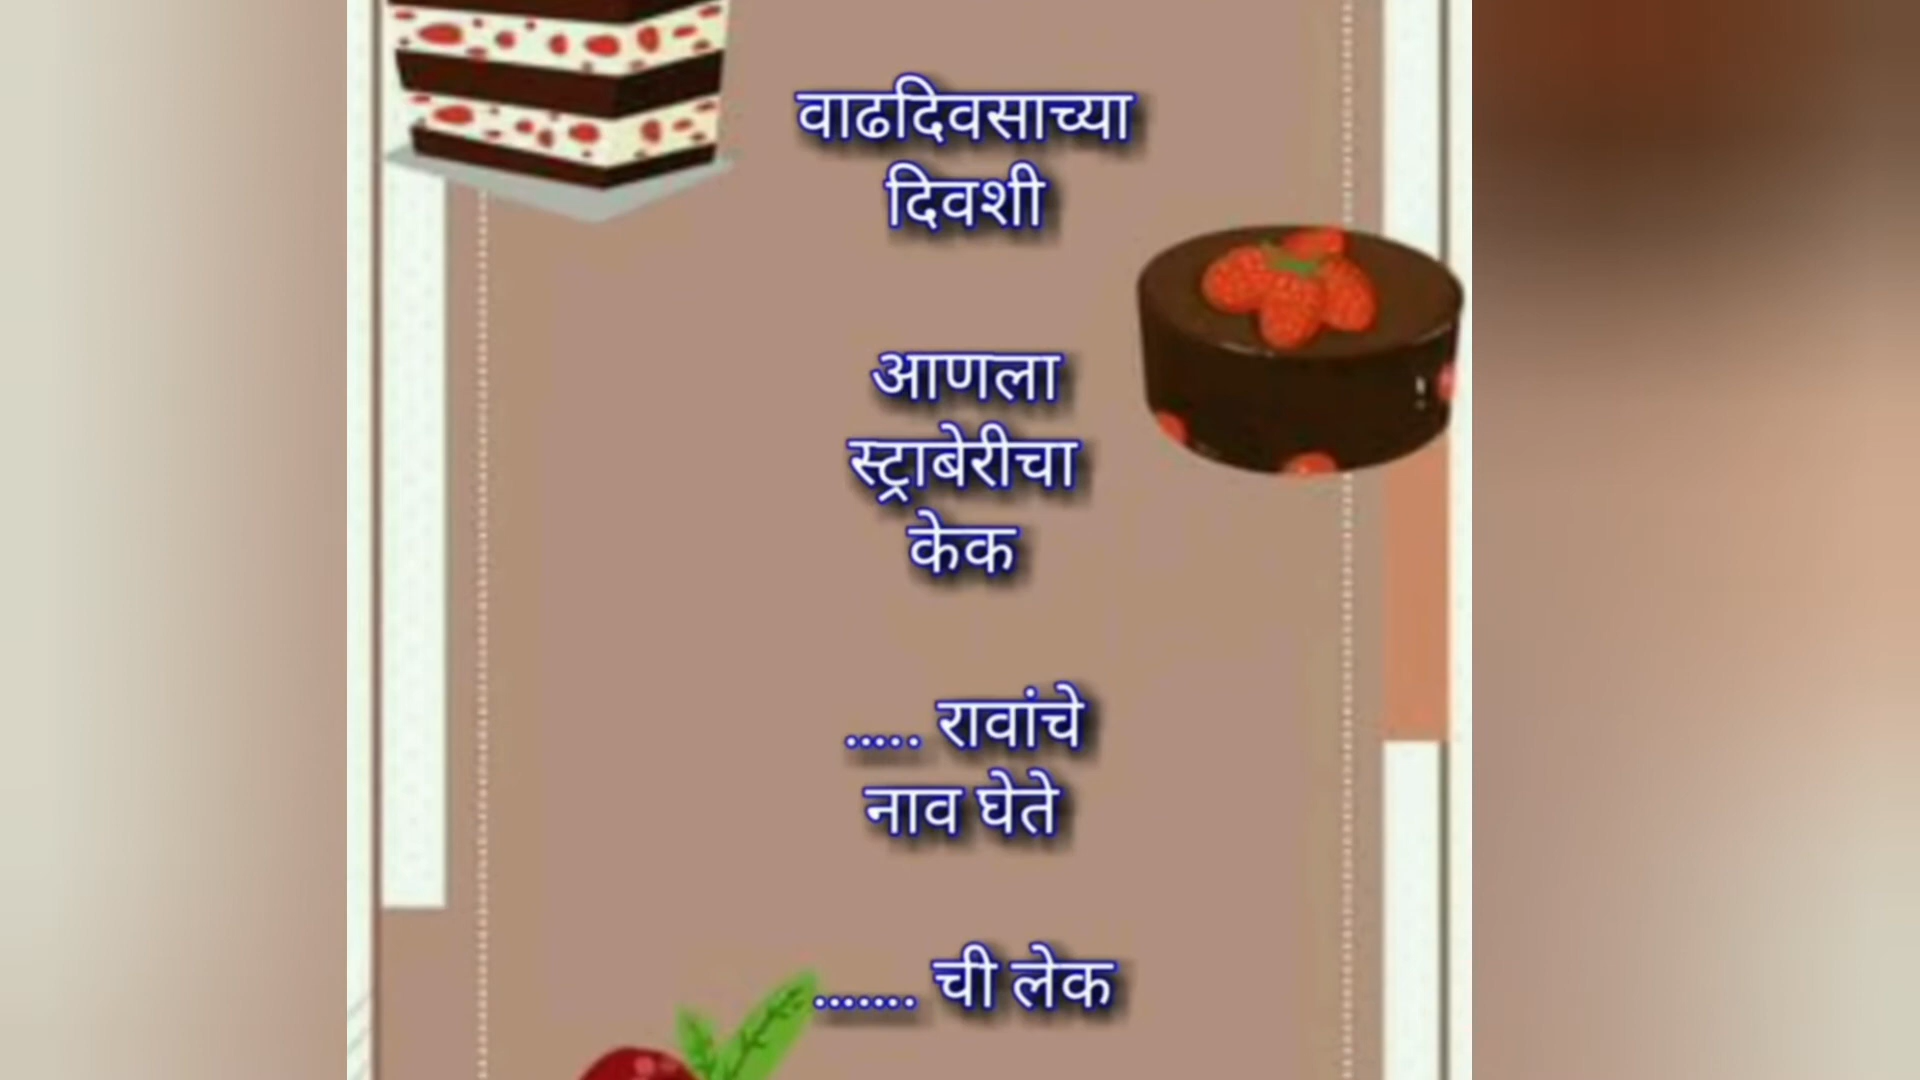 वाढदिवसाच्या
दिवशी
आणला
स्ट्राबेरीचा
केक
..... रावांचे
नाव घेते
....... ची लेक